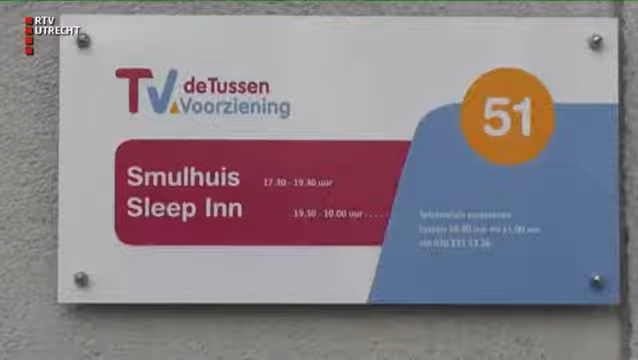 RTV
UTRECHT
TV deTussen
Voorziening
51
Smulhuis 17.30 - 19.30 uur
Sleep Inn 19.30 - 10.00 uur